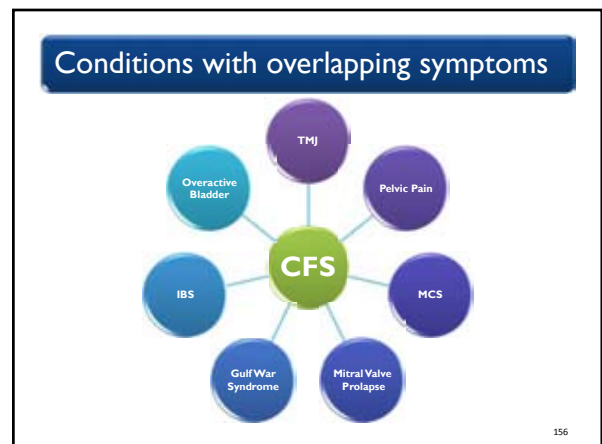 Conditions with overlapping symptoms
TMJ
Pelvic Pain
MCS
Mitral Valve
Prolapse
Gulf War
Syndrome
IBS
Overactive
Bladder
CFS
156